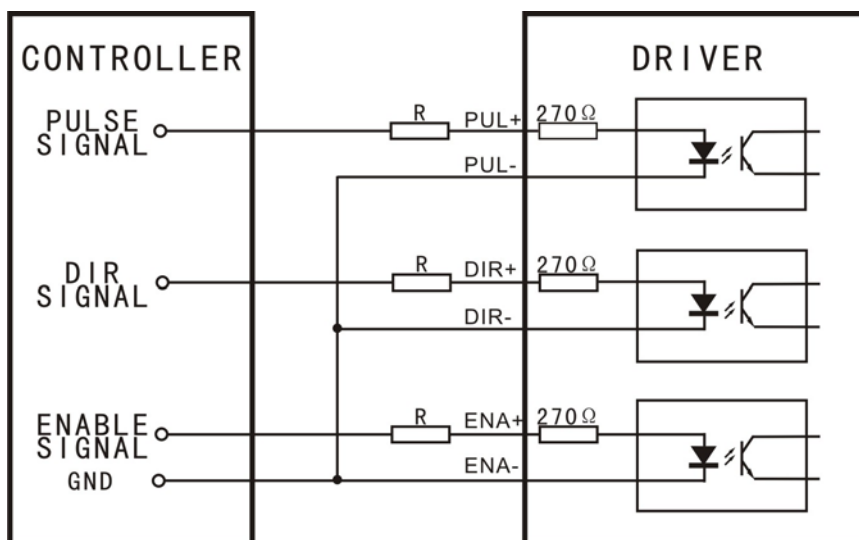 CONTROLLER
DRIVER
PULSE
SIGNAL
R
PUL+
270Ω
PUL-
DIR
SIGNAL
R
DIR+
270Ω
DIR-
ENABLE
SIGNAL
R
ENA+
270Ω
GND
ENA-